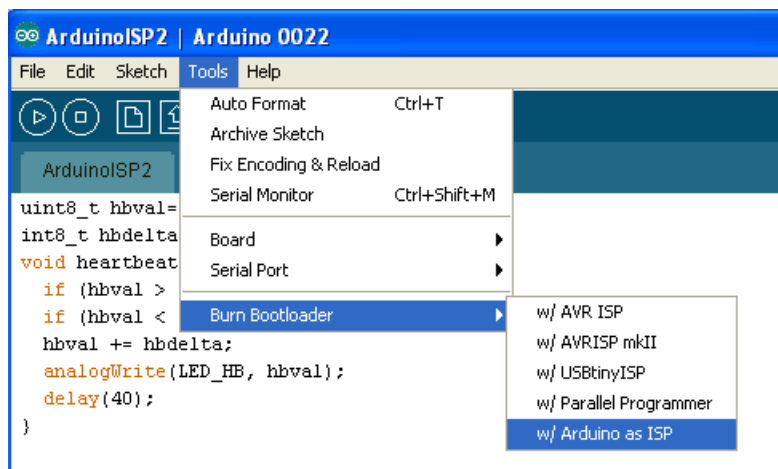 ArduinoISP2 | Arduino 0022
File Edit Sketch Tools Help
Auto Format Ctrl+T
Archive Sketch
Fix Encoding & Reload
Serial Monitor Ctrl+Shift+M
Board
Serial Port
Burn Bootloader
w/ AVR ISP
w/ AVRISP mkII
w/ USBtinyISP
w/ Parallel Programmer
w/ Arduino as ISP
ArduinoISP2
uint8_t hbval=
int8_t hbdelta
void heartbeat
if (hbval >
if (hbval <
hbval += hbdelta;
analogWrite(LED_HB, hbval);
delay(40);
}